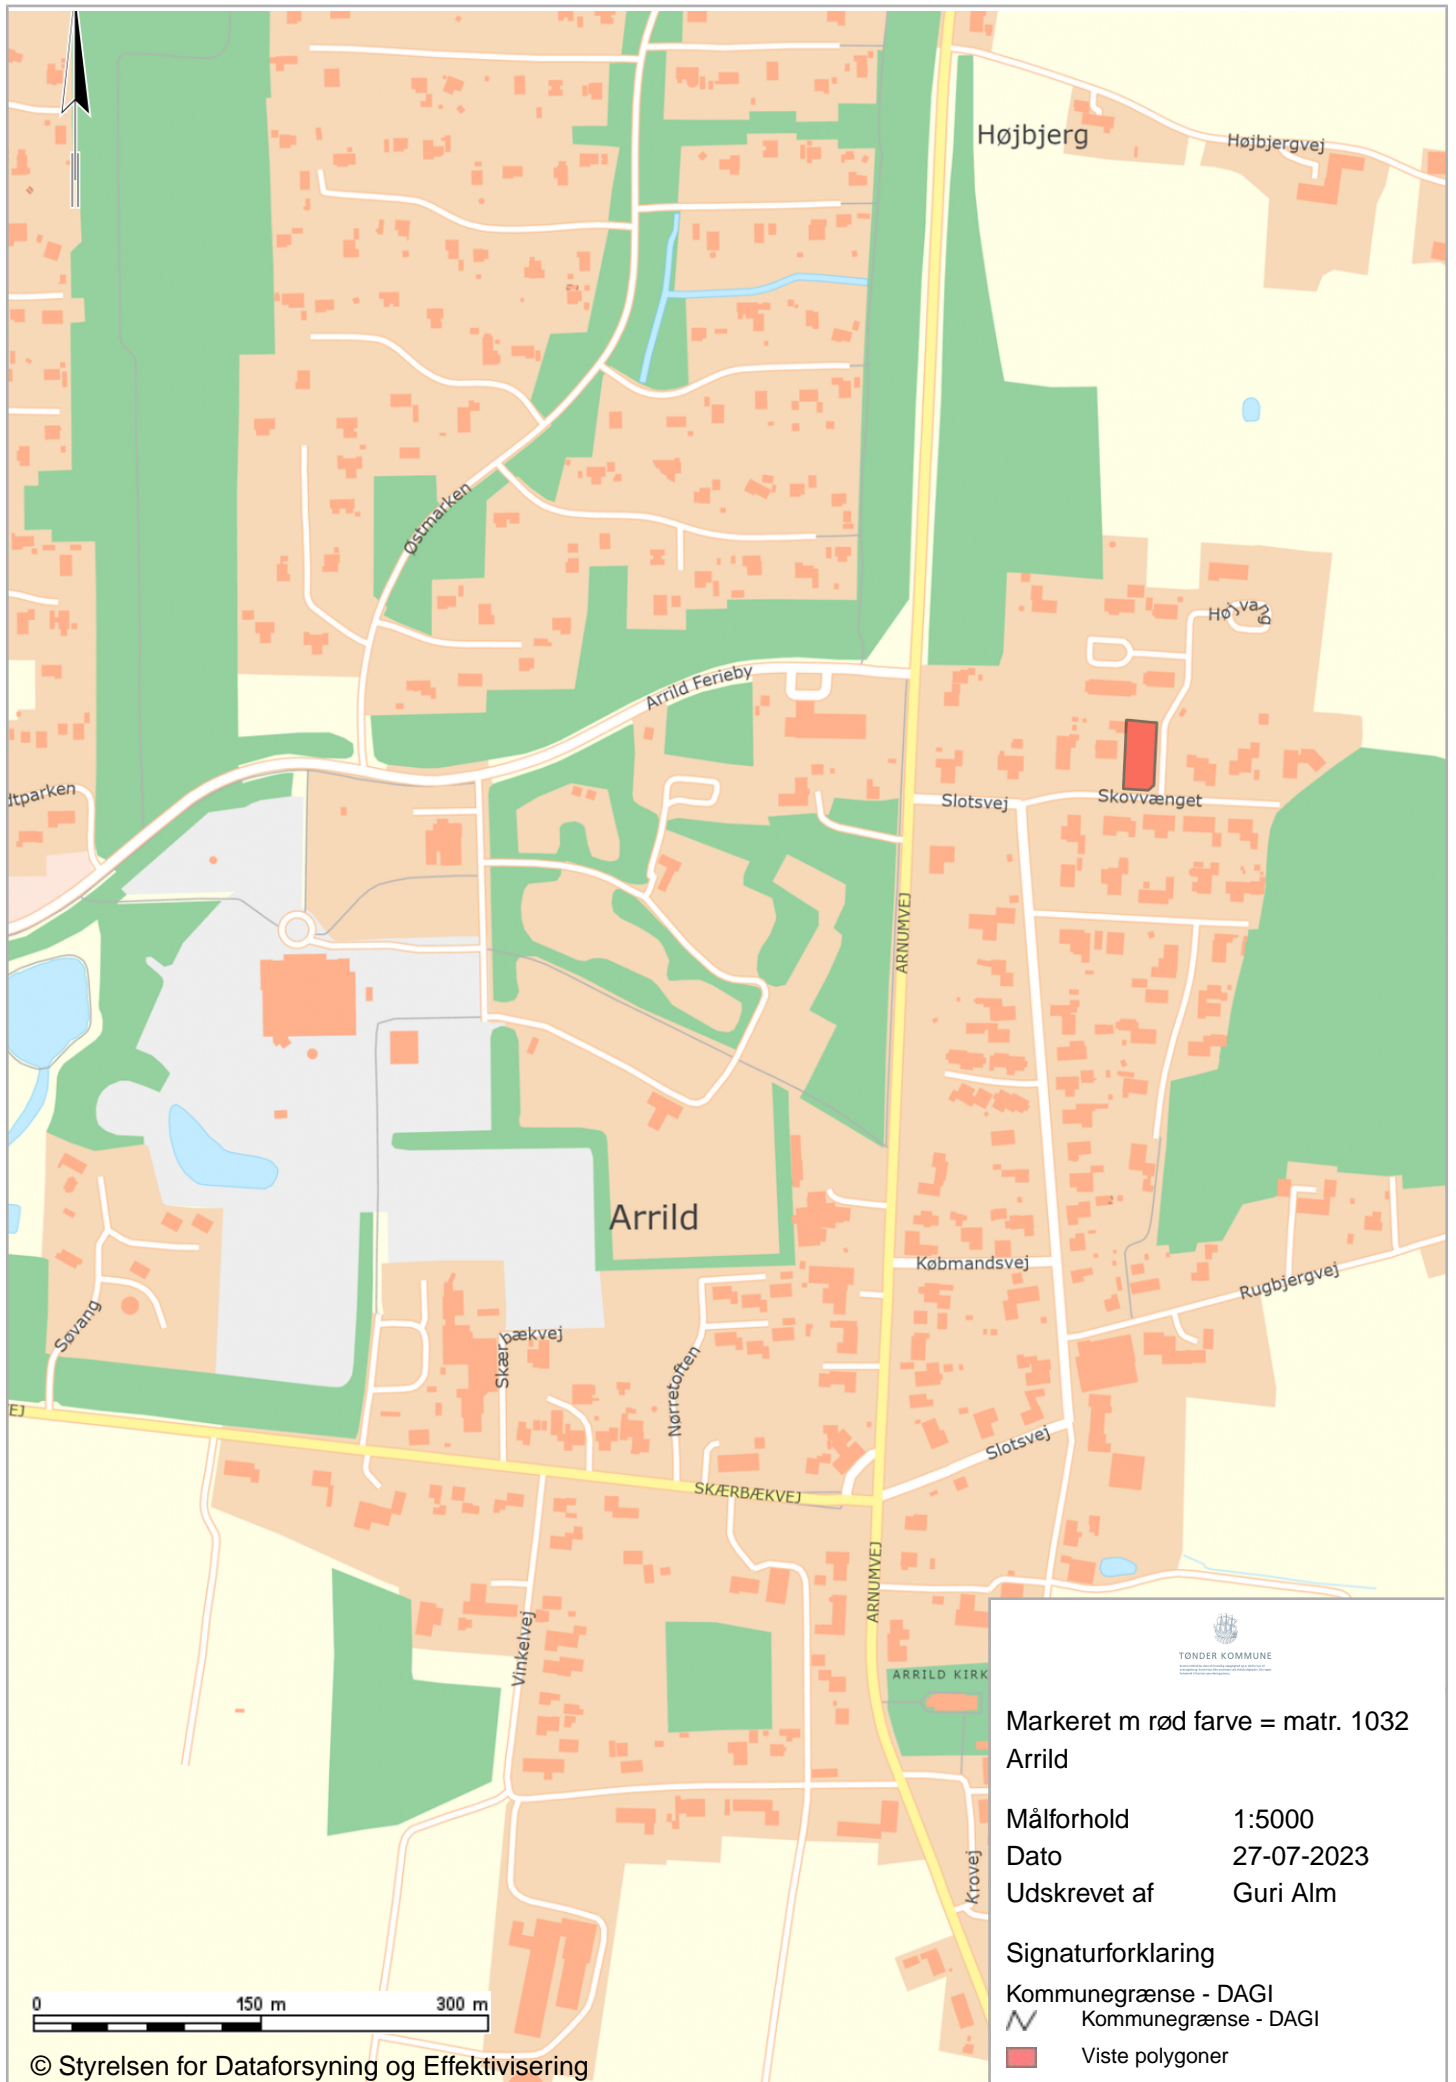 Højbjerg
Højbjergvej
Østmarken
Højvang
Arrild Ferieby
dtparken
Slotsvej
Skovvænget
ARNUMVEJ
Arrild
Købmandsvej
Rugbjergvej
Søvang
Skærbækvej
Nørretoften
EJ
Slotsvej
SKÆRBÆKVEJ
ARNUMVEJ
Vinkelvej
ARRILD KIRK
Krovej
TØNDER KOMMUNE
Markeret m rød farve = matr. 1032
Arrild
Målforhold 1:5000
Dato 27-07-2023
Udskrevet af Guri Alm
Signaturforklaring
Kommunegrænse - DAGI
Kommunegrænse - DAGI
Viste polygoner
0 150 m 300 m
© Styrelsen for Dataforsyning og Effektivisering